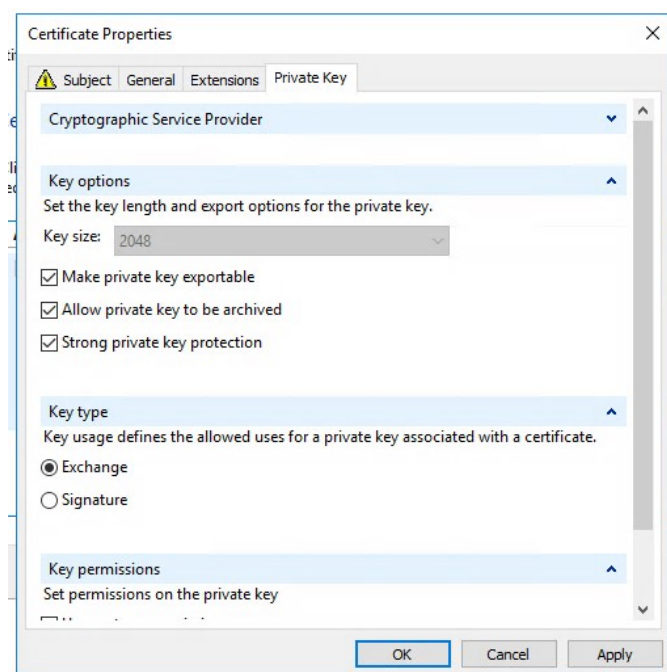 Certificate Properties
Subject General Extensions Private Key
Cryptographic Service Provider
Key options
Set the key length and export options for the private key.
Key size: 2048
Make private key exportable
Allow private key to be archived
Strong private key protection
Key type
Key usage defines the allowed uses for a private key associated with a certificate.
Exchange
Signature
Key permissions
Set permissions on the private key
OK Cancel Apply